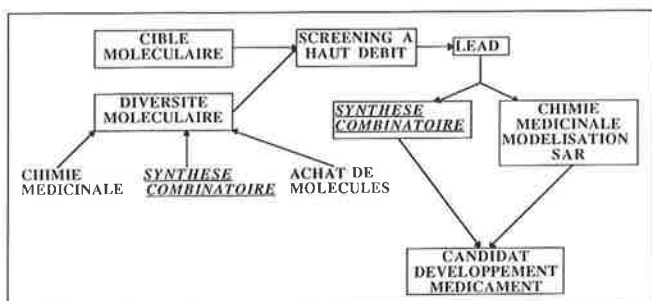 CIBLE
MOLECULAIRE
SCREENING A
HAUT DEBIT
LEAD
DIVERSITE
MOLECULAIRE
SYNTHESE
COMBINATOIRE
CHIMIE
MEDICINALE
MODELISATION
SAR
CHIMIE
MEDICINALE
SYNTHESE
COMBINATOIRE
ACHAT DE
MOLECULES
CANDIDAT
DEVELOPPEMENT
MEDICAMENT